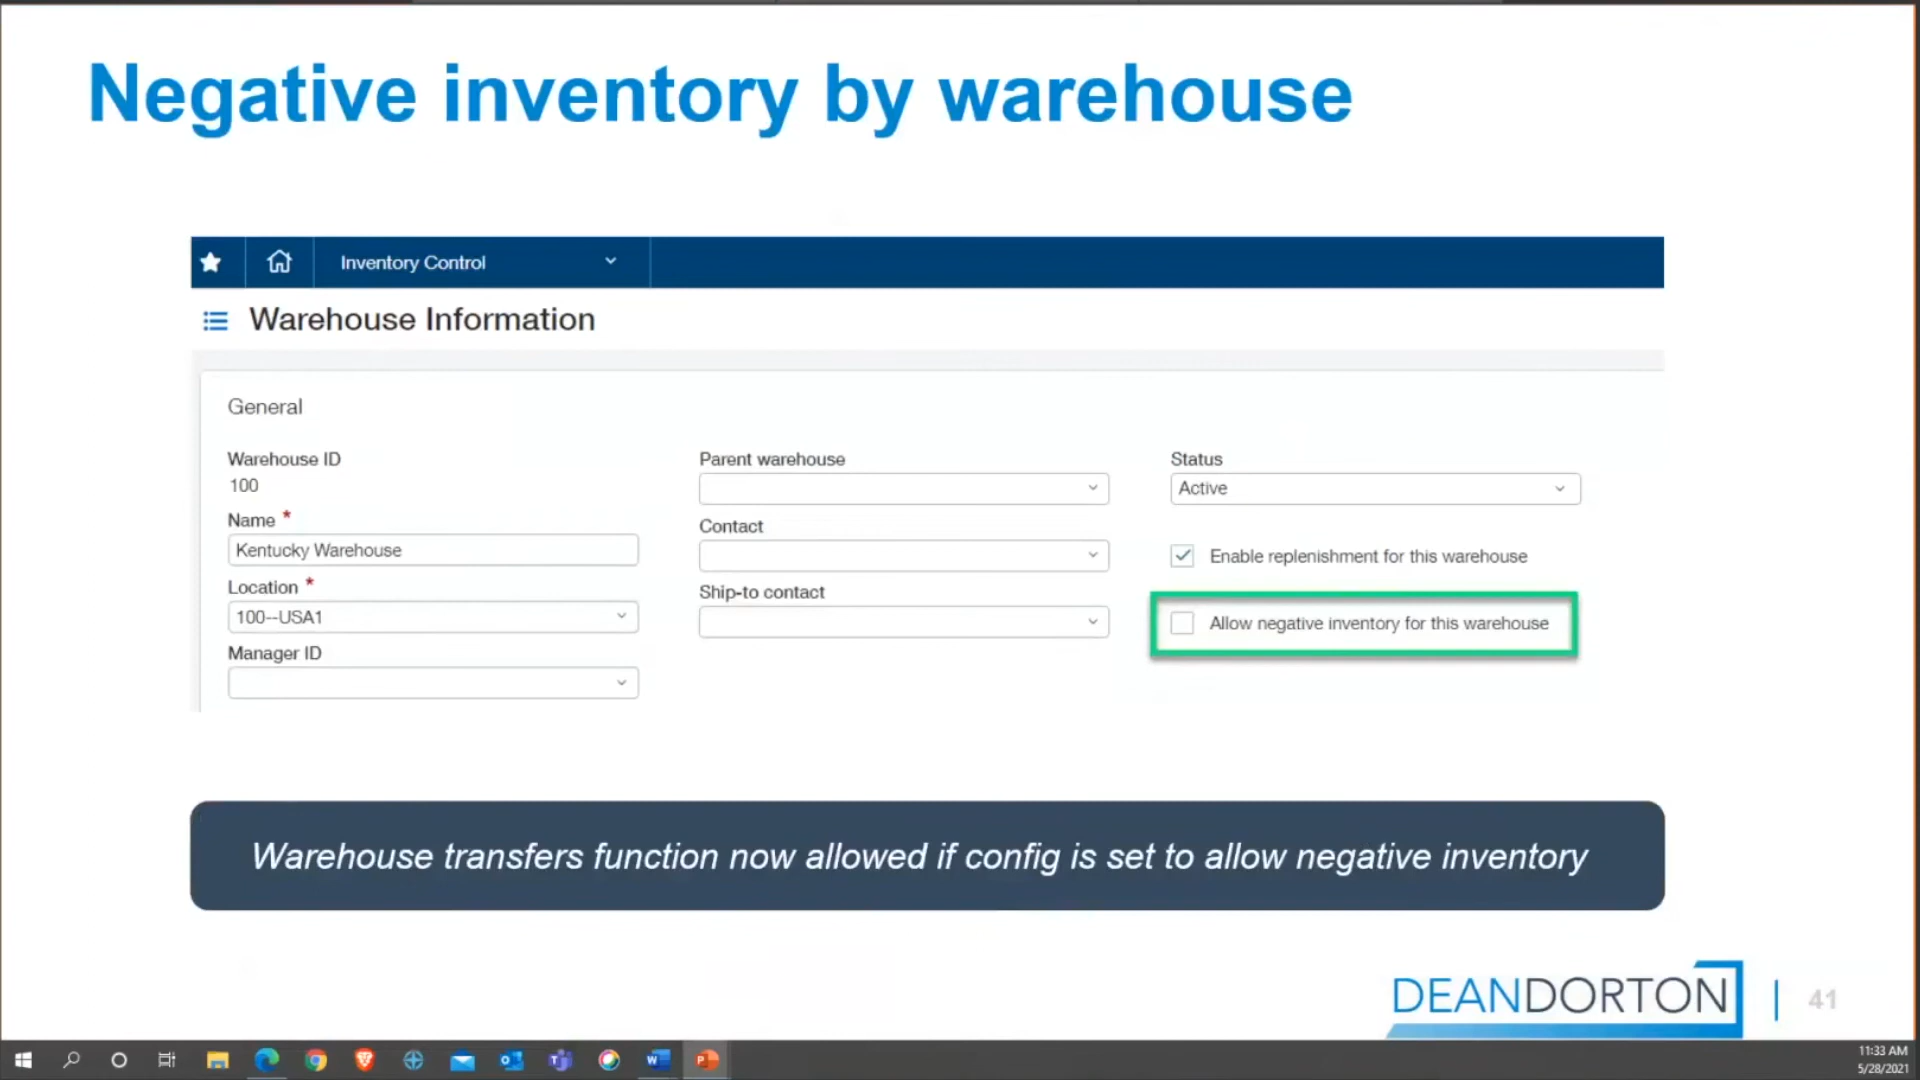 Negative inventory by warehouse
Inventory Control
Warehouse Information
General
Warehouse ID
100
Name *
Kentucky Warehouse
Location *
100--USA1
Manager ID
Parent warehouse
Contact
Ship-to contact
Status
Active
Enable replenishment for this warehouse
Allow negative inventory for this warehouse
Warehouse transfers function now allowed if config is set to allow negative inventory
DEANDORTON
41
11:33 AM
5/28/2021